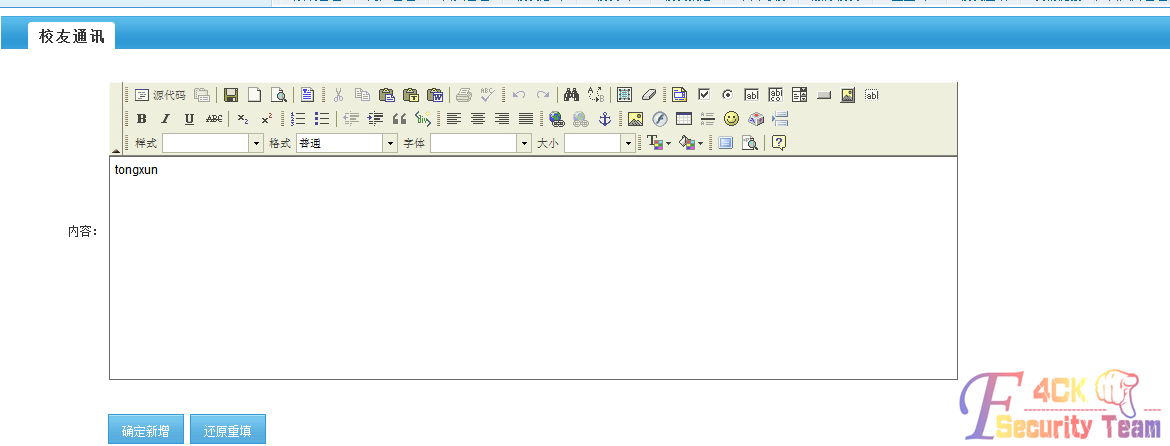 校友通讯
源代码
样式 格式 普通 字体 大小
tongxun
内容:
确定新增 还原重填
F4CK
Security Team